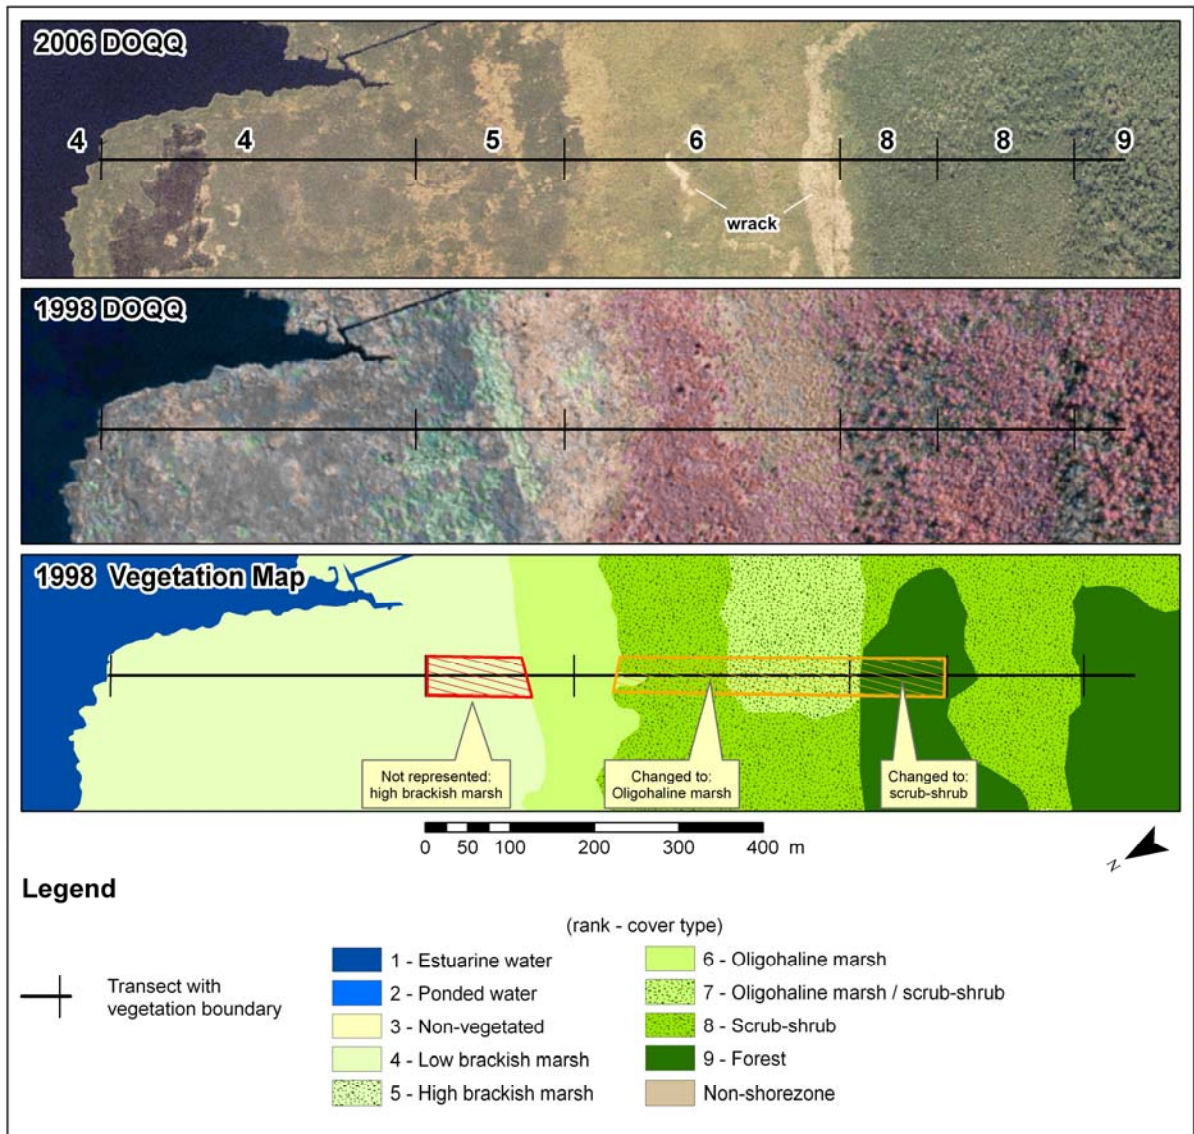 2006 DOQQ
4 4 5 6 8 8 9
wrack
1998 DOQQ
1998 Vegetation Map
Not represented:
high brackish marsh
Changed to:
Oligohaline marsh
Changed to:
scrub-shrub
0 50 100 200 300 400 m
N
Legend
(rank - cover type)
Transect with
vegetation boundary
1 - Estuarine water
2 - Ponded water
3 - Non-vegetated
4 - Low brackish marsh
5 - High brackish marsh
6 - Oligohaline marsh
7 - Oligohaline marsh / scrub-shrub
8 - Scrub-shrub
9 - Forest
Non-shorezone